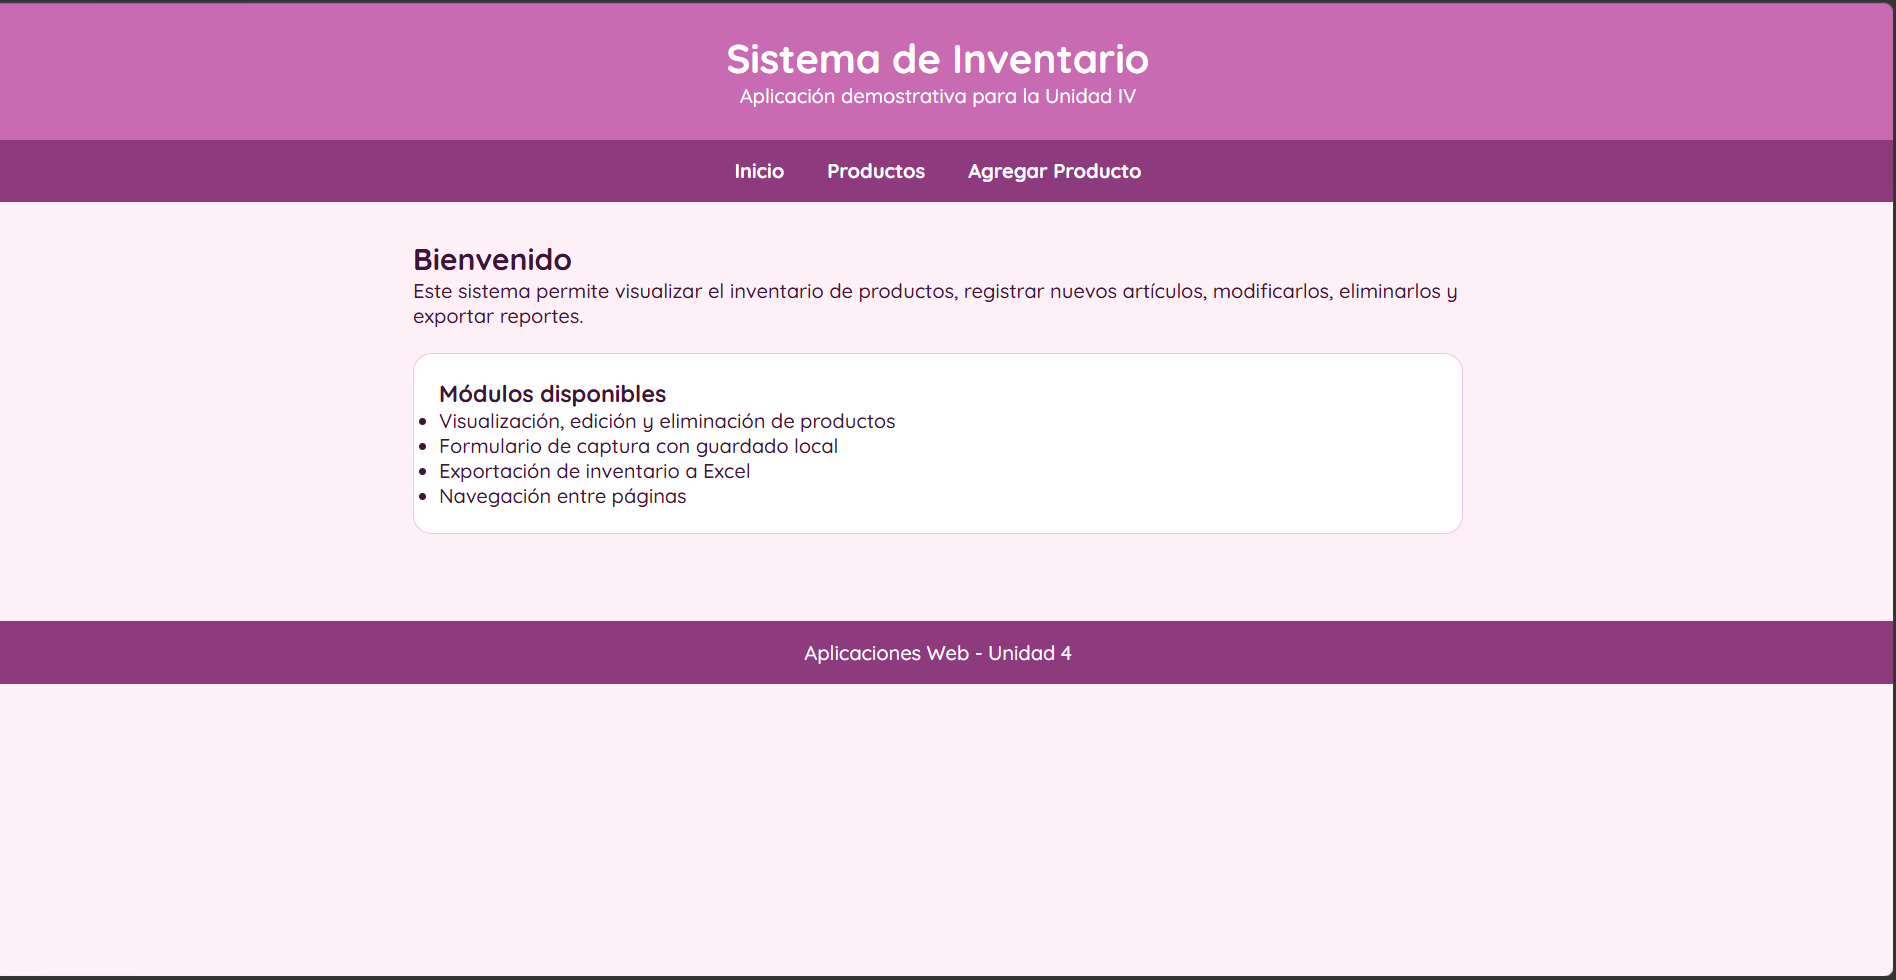 Sistema de Inventario
Aplicación demostrativa para la Unidad IV
Inicio Productos Agregar Producto
Bienvenido
Este sistema permite visualizar el inventario de productos, registrar nuevos artículos, modificarlos, eliminarlos y
exportar reportes.
Módulos disponibles
• Visualización, edición y eliminación de productos
• Formulario de captura con guardado local
• Exportación de inventario a Excel
• Navegación entre páginas
Aplicaciones Web - Unidad 4